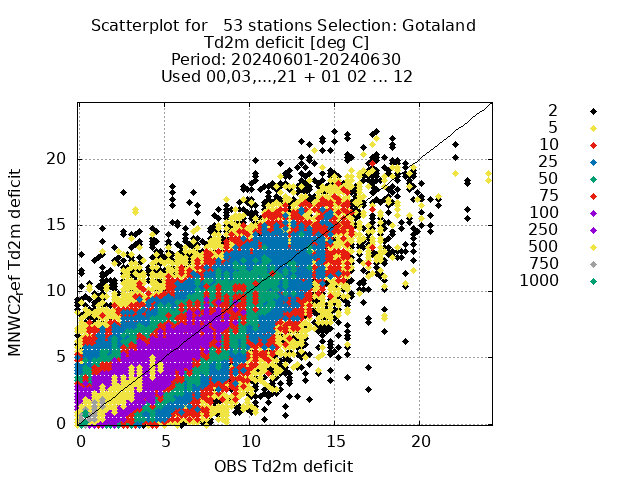 Scatterplot for   53 stations Selection: Gotaland
Td2m deficit [deg C]
Period: 20240601-20240630
Used 00,03,...,21 + 01 02 ... 12
2
5
10
25
50
75
100
250
500
750
1000
MNWC2ref Td2m deficit
20
15
10
5
0
0 5 10 15 20
OBS Td2m deficit